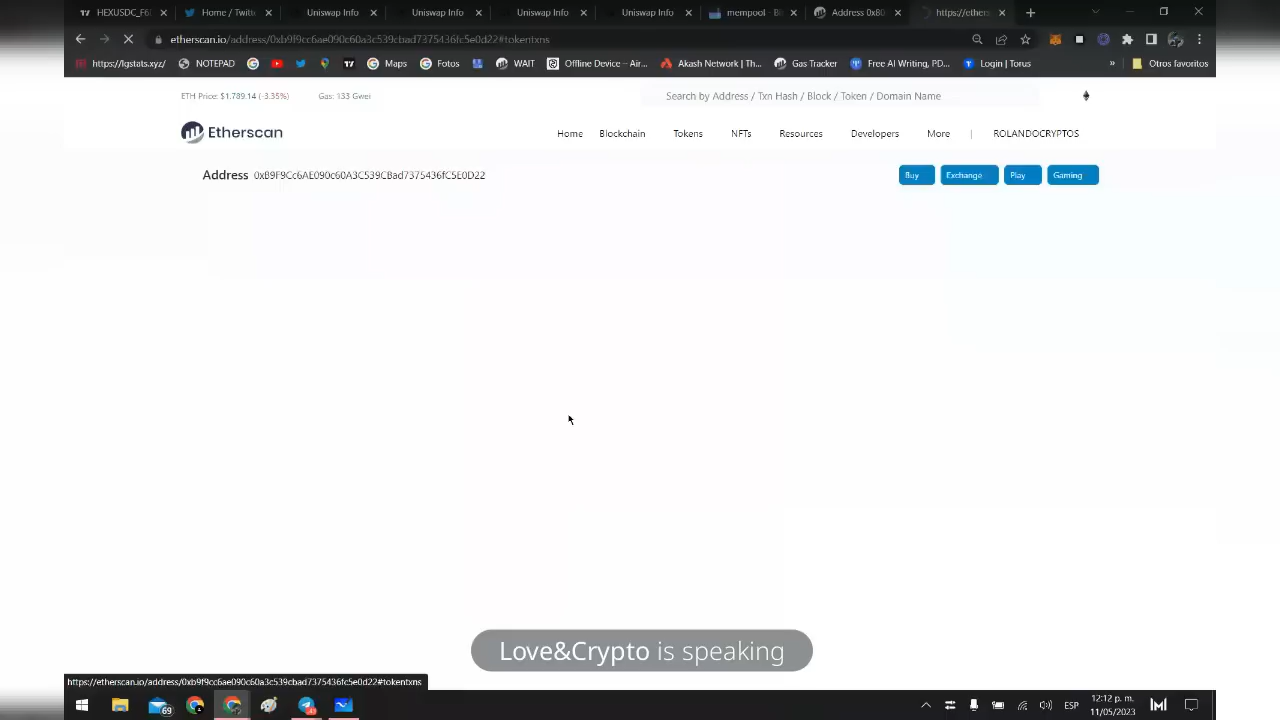 HEXUSDC_F6
Home / Twitt
Uniswap Info
Uniswap Info
Uniswap Info
Uniswap Info
mempool - Bi
Address 0x80
https://ethers
etherscan.io/address/0xb9f9cc6ae090c60a3c539cbad7375436fc5e0d22#tokentxns
https://lgstats.xyz/
NOTEPAD
Maps
Fotos
WAIT
Offline Device – Air...
Akash Network | Th...
Gas Tracker
Free AI Writing, PD...
Login | Torus
»
Otros favoritos
ETH Price: $1,789.14 (-3.35%)
Gas: 133 Gwei
Search by Address / Txn Hash / Block / Token / Domain Name
Etherscan
Home
Blockchain
Tokens
NFTs
Resources
Developers
More
|
ROLANDOCRYPTOS
Address 0xB9F9Cc6AE090c60A3C539CBad7375436fC5E0D22
Buy
Exchange
Play
Gaming
Love&Crypto is speaking
https://etherscan.io/address/0xb9f9cc6ae090c60a3c539cbad7375436fc5e0d22#tokentxns
69
ESP
12:12 p. m.
11/05/2023